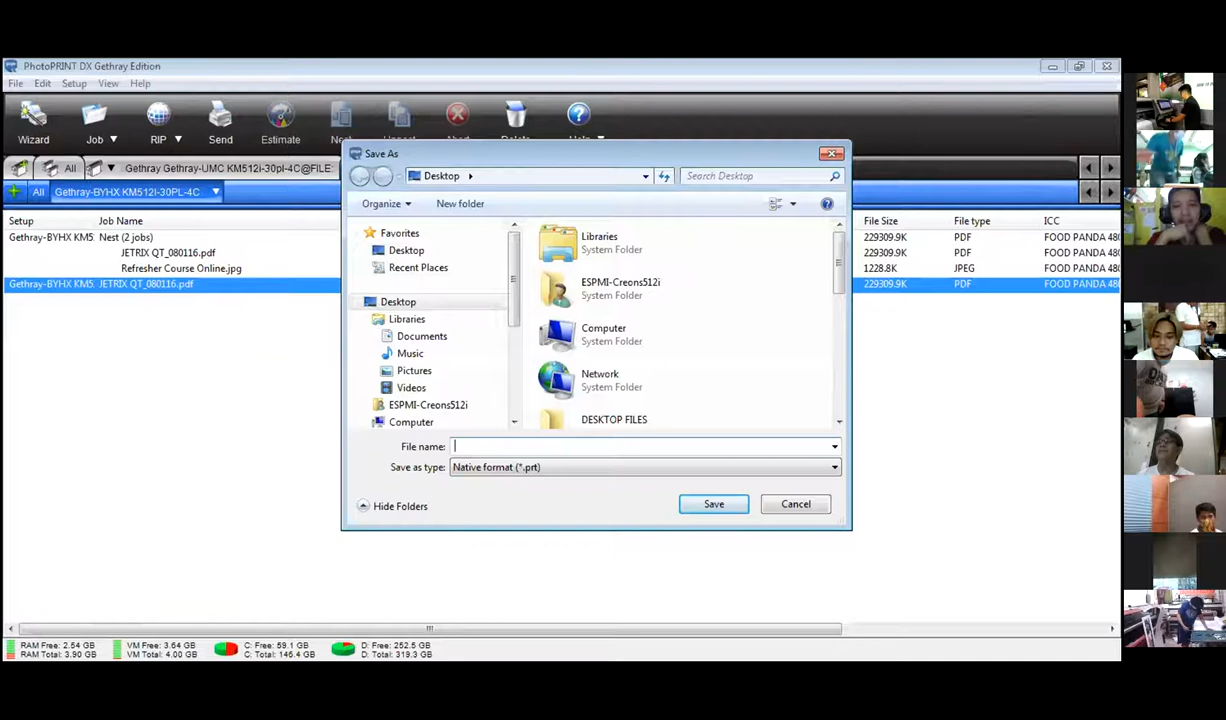 PhotoPRINT DX Gethray Edition
File Edit Setup View Help
Wizard Job RIP Send Estimate
Save As
All Gethray Gethray-UMC KM512i-30pl-4C@FILE:
All Gethray-BYHX KM512I-30PL-4C
Desktop
Search Desktop
Organize New folder
Setup Job Name File Size File type ICC
Gethray-BYHX KM5: Nest (2 jobs) 229309.9K PDF FOOD PANDA 480
JETRIX QT_080116.pdf 229309.9K PDF FOOD PANDA 480
Refresher Course Online.jpg 1228.8K JPEG FOOD PANDA 480
Gethray-BYHX KM5: JETRIX QT_080116.pdf 229309.9K PDF FOOD PANDA 480
Favorites
Desktop
Recent Places
Desktop
Libraries
Documents
Music
Pictures
Videos
ESPMI-Creons512i
Computer
Libraries
System Folder
ESPMI-Creons512i
System Folder
Computer
System Folder
Network
System Folder
DESKTOP FILES
File name:
Save as type: Native format (*.prt)
Hide Folders Save Cancel
RAM Free: 2.54 GB VM Free: 3.64 GB C: Free: 59.1 GB D: Free: 252.5 GB
RAM Total: 3.90 GB VM Total: 4.00 GB C: Total: 146.4 GB D: Total: 319.3 GB